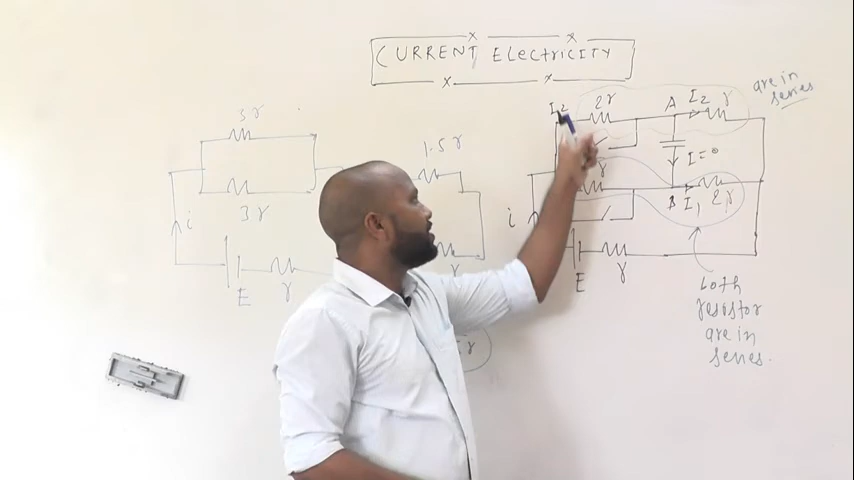 CURRENT ELECTRICITY
3r
3r
i
E
r
1.5r
r
I2
2r
A
I2
r
are in
series
I=0
r
B
I1
2r
i
E
r
both
resistor
are in
series.